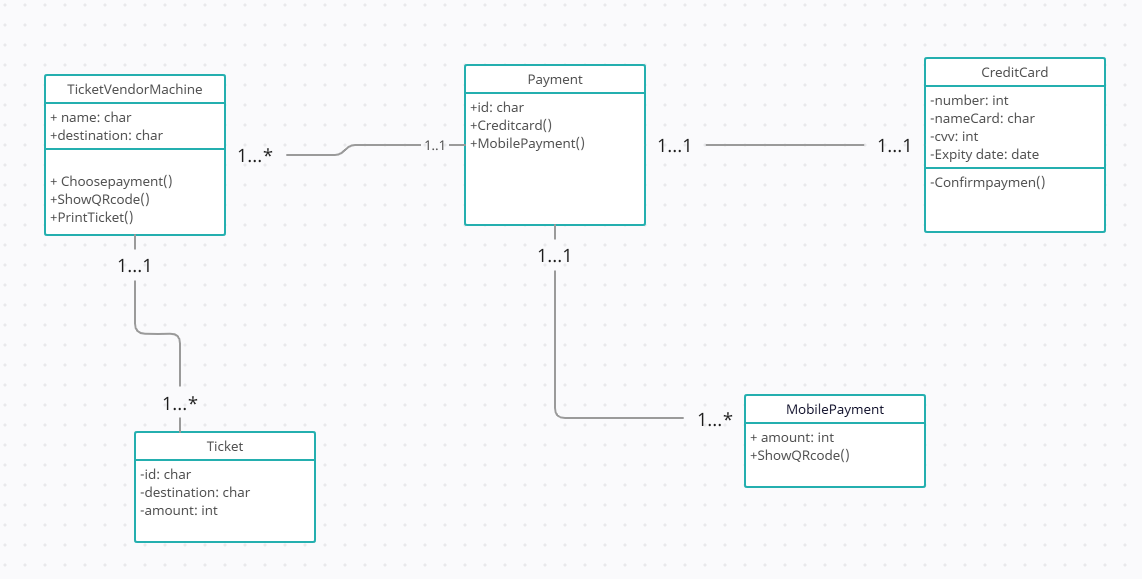 TicketVendorMachine
+ name: char
+destination: char
+ Choosepayment()
+ShowQRcode()
+PrintTicket()
1...*
1..1
Payment
+id: char
+Creditcard()
+MobilePayment()
1...1
1...1
CreditCard
-number: int
-nameCard: char
-cvv: int
-Expity date: date
-Confirmpaymen()
1...1
1...*
Ticket
-id: char
-destination: char
-amount: int
1...1
1...*
MobilePayment
+ amount: int
+ShowQRcode()